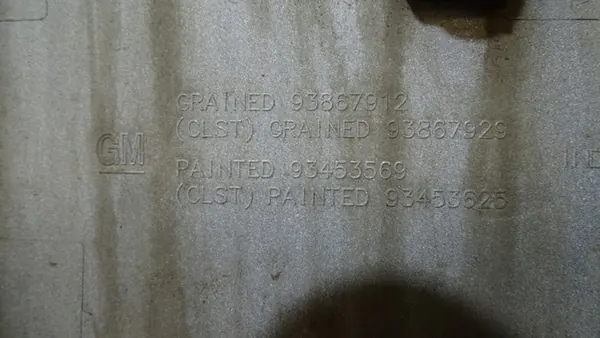 GRAINED 93867912
(CLST) GRAINED 93867929
GM
PAINTED 93453569
(CLST) PAINTED 93453625